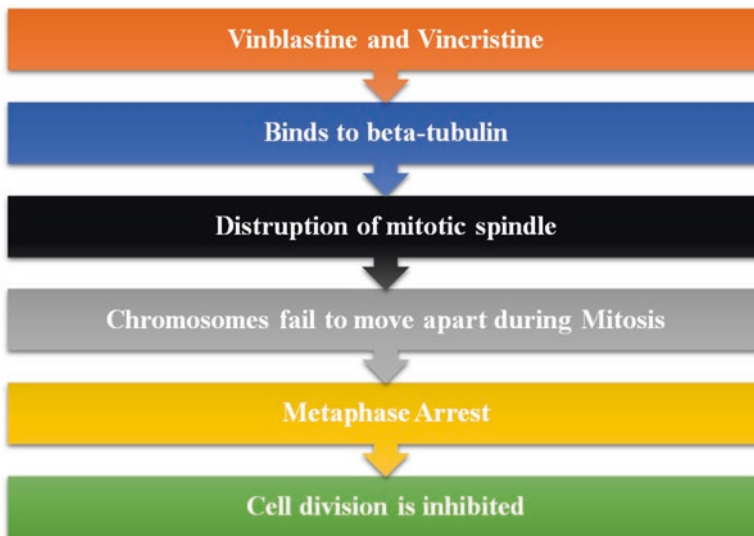 Vinblastine and Vincristine
Binds to beta-tubulin
Distruption of mitotic spindle
Chromosomes fail to move apart during Mitosis
Metaphase Arrest
Cell division is inhibited